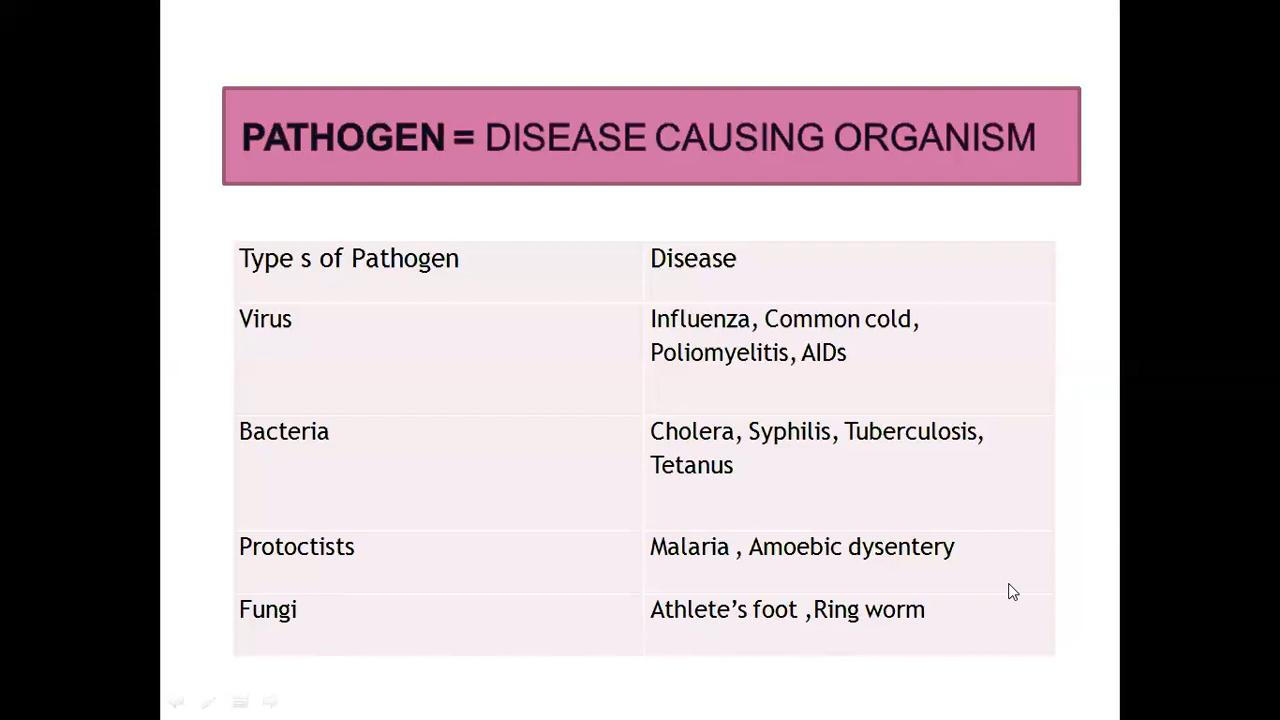 PATHOGEN = DISEASE CAUSING ORGANISM
Type s of Pathogen
Disease
Virus
Influenza, Common cold,
Poliomyelitis, AIDs
Bacteria
Cholera, Syphilis, Tuberculosis,
Tetanus
Protoctists
Malaria , Amoebic dysentery
Fungi
Athlete’s foot ,Ring worm